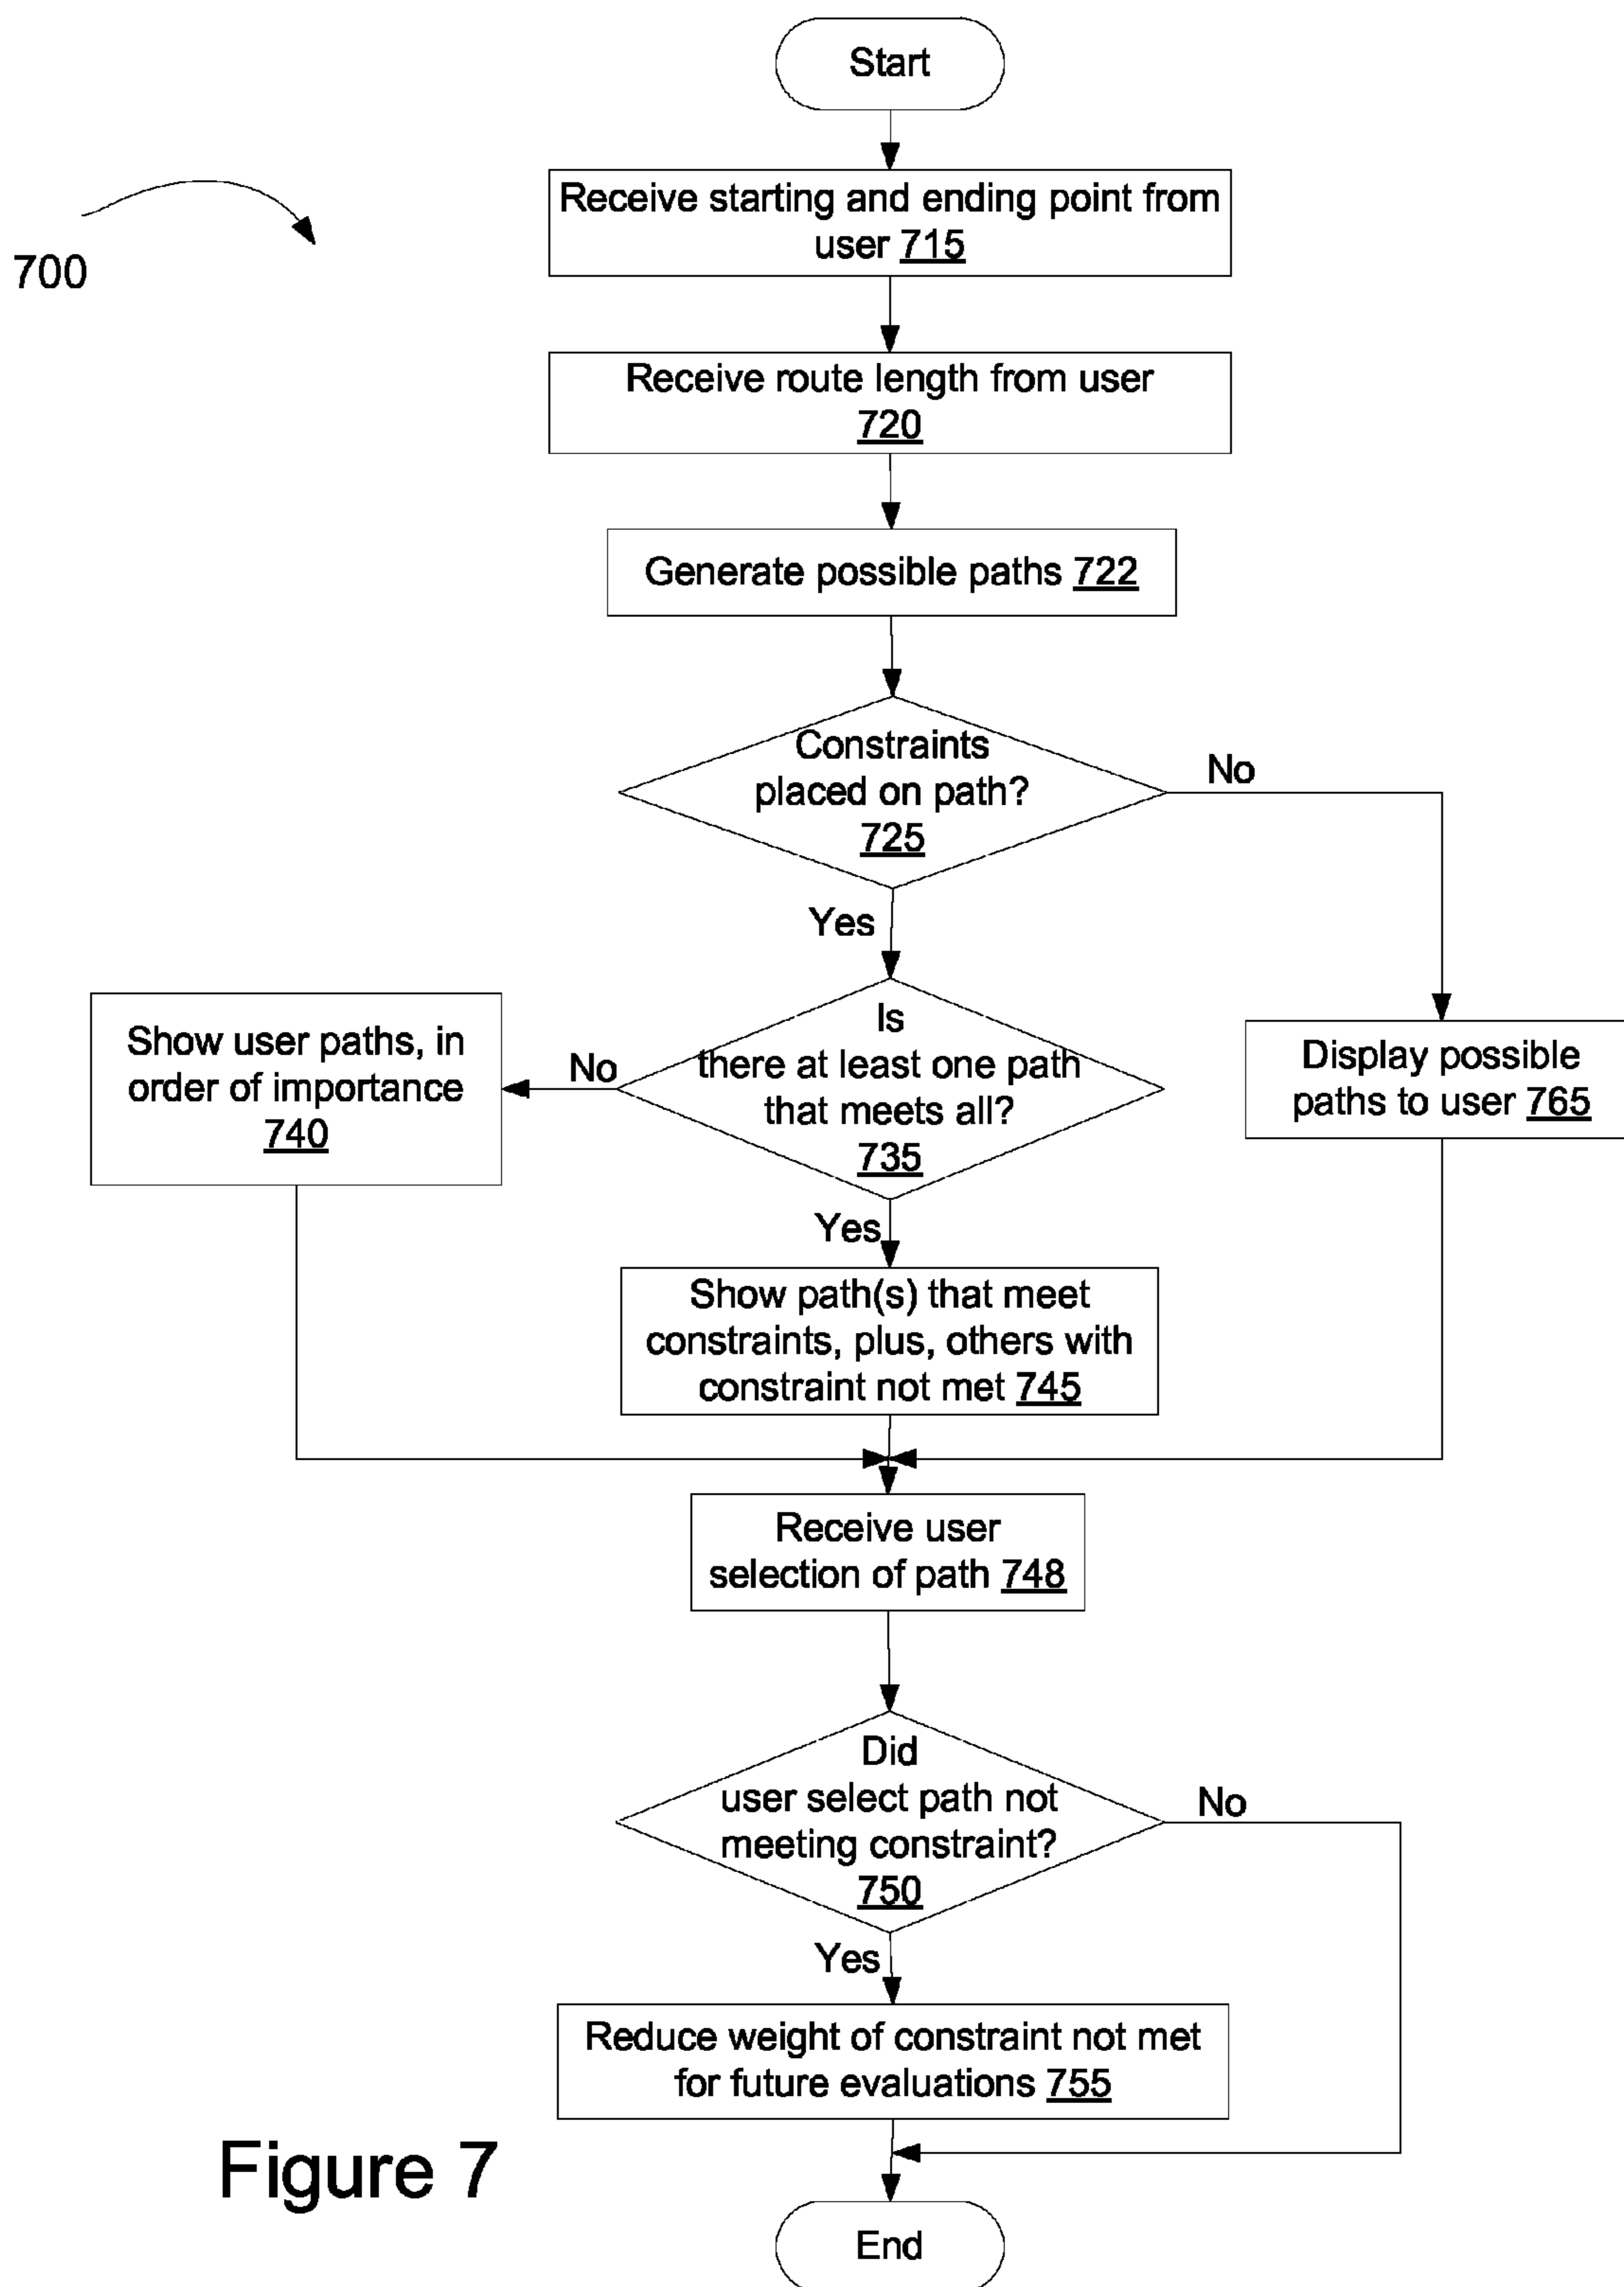 Start
Receive starting and ending point from
user 715
700
Receive route length from user
720
Generate possible paths 722
Constraints
placed on path?
725
No
Yes
Is
there at least one path
that meets all?
735
No
Show user paths, in
order of importance
740
Display possible
paths to user 765
Yes
Show path(s) that meet
constraints, plus, others with
constraint not met 745
Receive user
selection of path 748
Did
user select path not
meeting constraint?
750
No
Yes
Reduce weight of constraint not met
for future evaluations 755
Figure 7
End